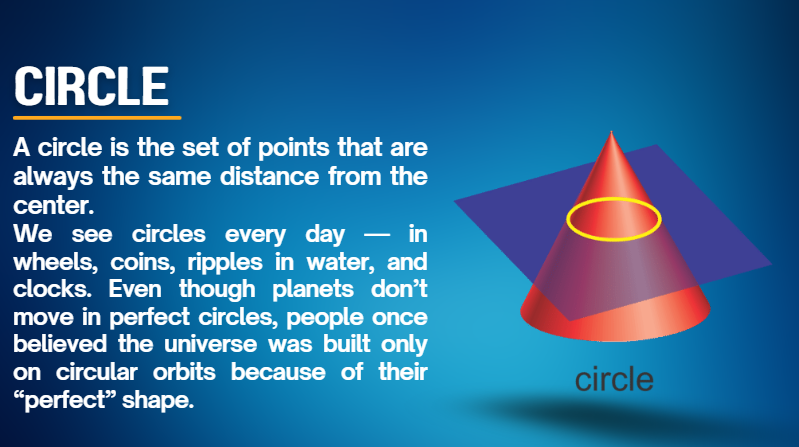 CIRCLE
A circle is the set of points that are
always the same distance from the
center.
We see circles every day — in
wheels, coins, ripples in water, and
clocks. Even though planets don’t
move in perfect circles, people once
believed the universe was built only
on circular orbits because of their
“perfect” shape.
circle